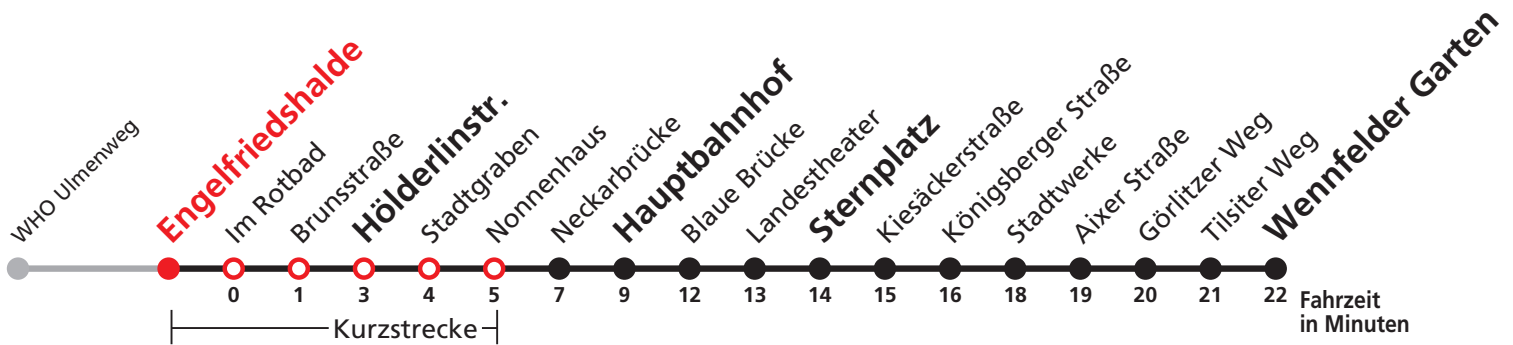 WHO Ulmenweg
Engelfriedshalde
Im Rotbad
Brunsstraße
Hölderlinstr.
Stadtgraben
Nonnenhaus
Neckarbrücke
Hauptbahnhof
Blaue Brücke
Landestheater
Sternplatz
Kiesäckerstraße
Königsberger Straße
Stadtwerke
Aixer Straße
Görlitzer Weg
Tilsiter Weg
Wennfelder Garten
0 1 3 4 5 7 9 12 13 14 15 16 18 19 20 21 22
Fahrzeit
in Minuten
Kurzstrecke